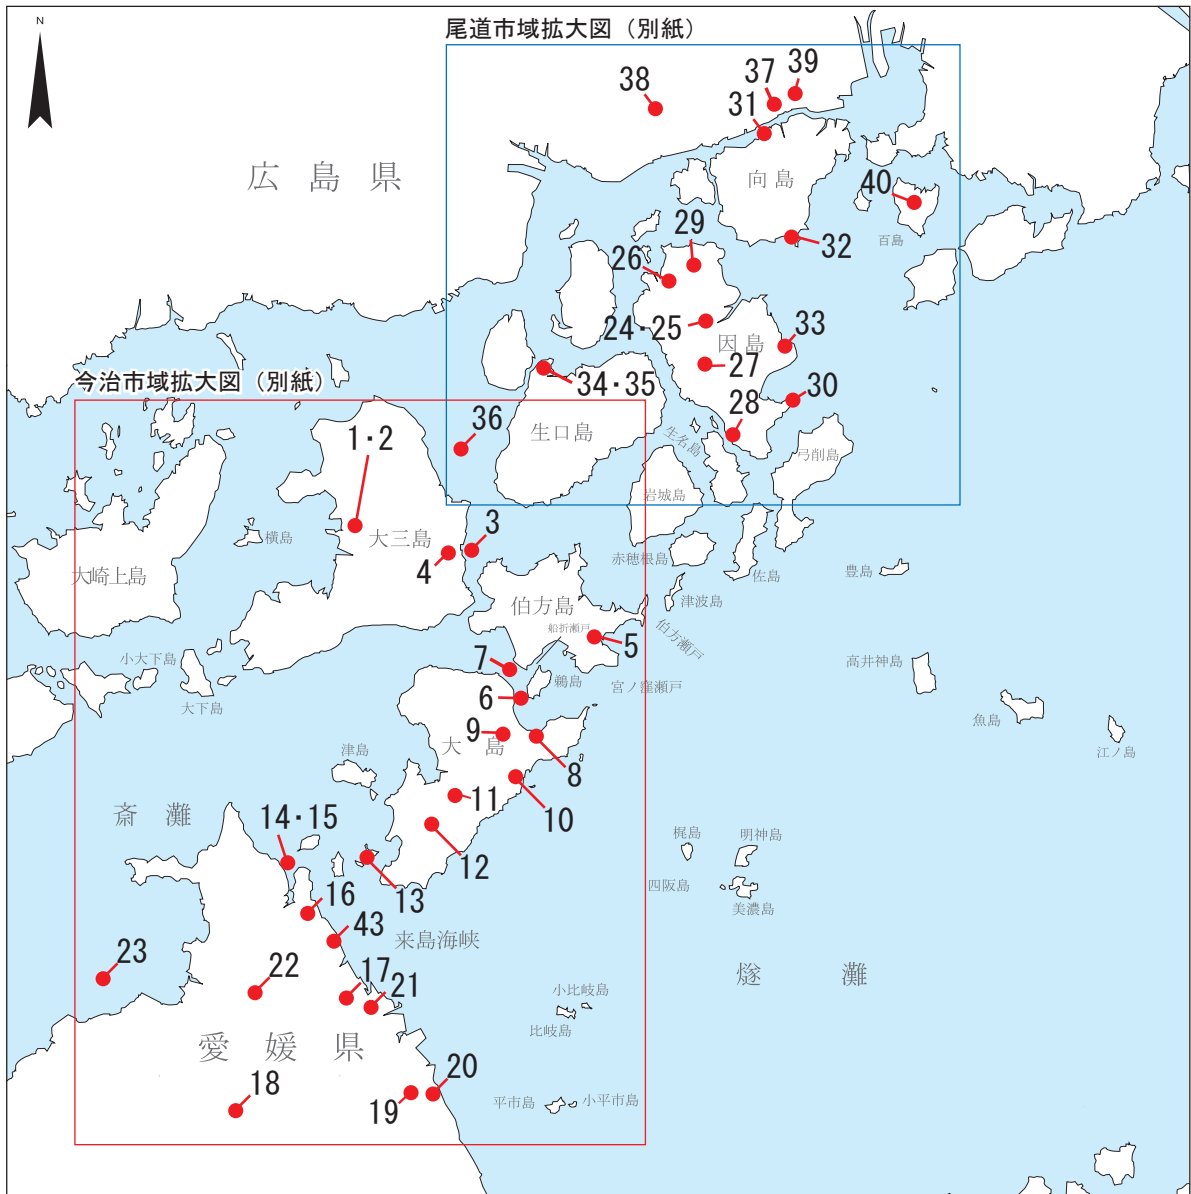 N
尾道市域拡大図（別紙）
38
37
39
31
広島県
向島
40
29
32
百島
26
24・25
因島
33
27
34・35
今治市域拡大図（別紙）
30
28
36
生口島
生名島
1・2
弓削島
岩城島
3
横島
大三島
4
赤穂根島
大崎上島
佐島
豊島
伯方島
津波島
船折瀬戸
5
伯方瀬戸
7
小大下島
高井神島
鵜島
宮ノ窪瀬戸
6
大下島
魚島
9
大島
津島
江ノ島
8
11
10
斎灘
14・15
梶島
明神島
12
四阪島
13
美濃島
16
43
来島海峡
23
22
17
燧灘
21
小比岐島
比岐島
愛媛県
20
18
19
平市島
小平市島